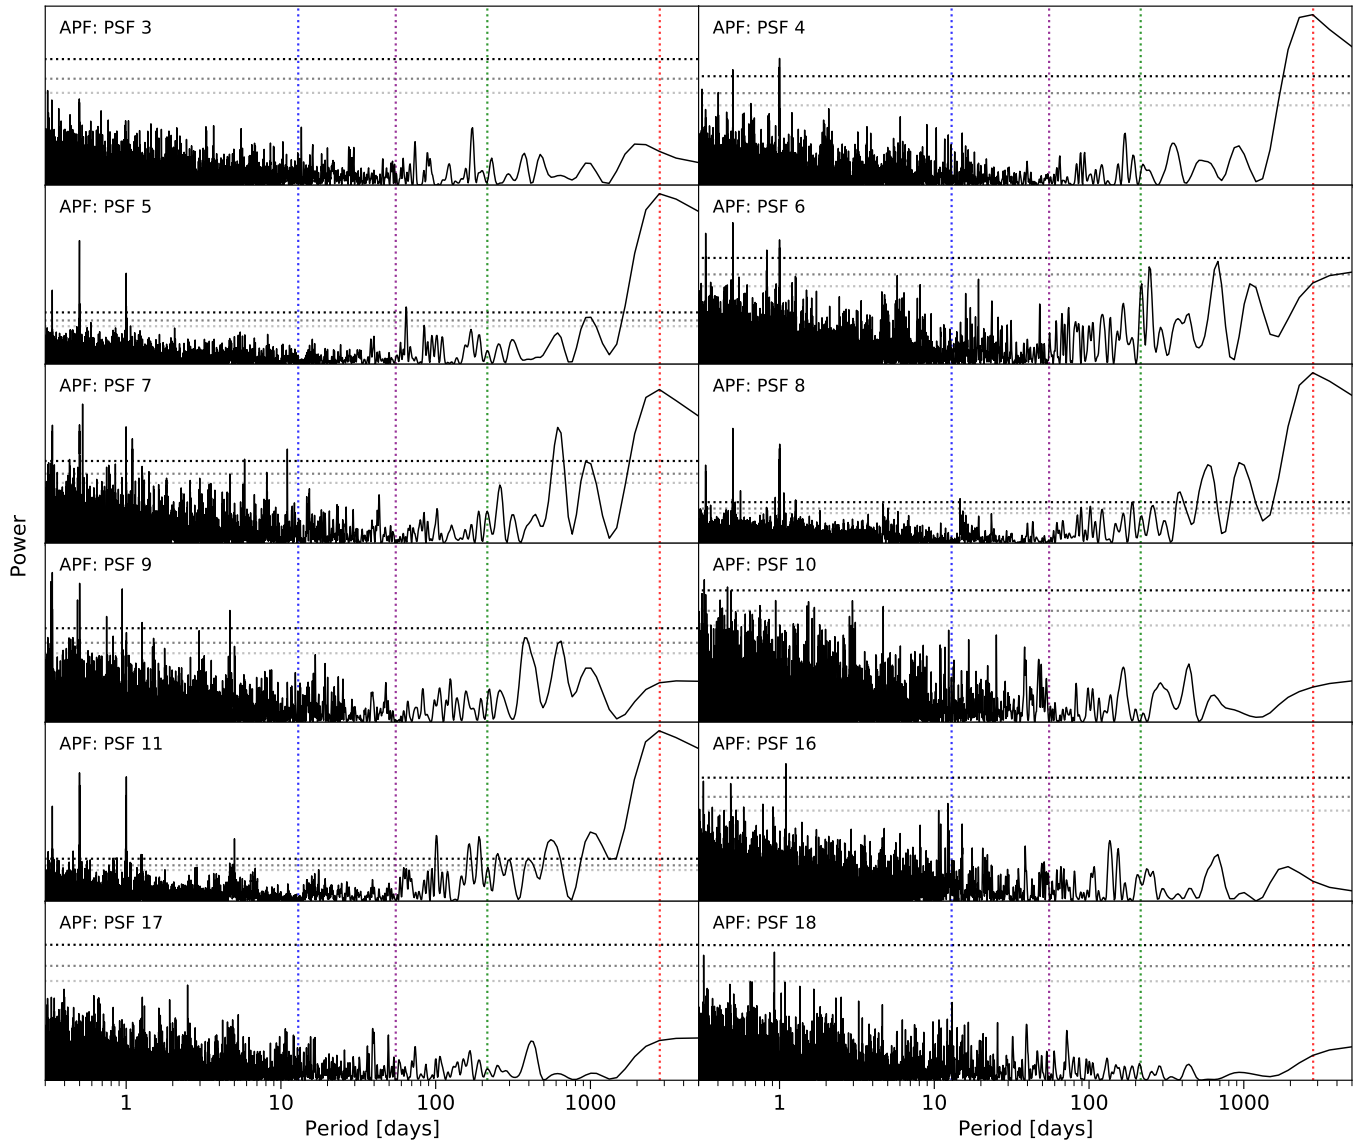 APF: PSF 3
APF: PSF 4
APF: PSF 5
APF: PSF 6
APF: PSF 7
APF: PSF 8
APF: PSF 9
APF: PSF 10
APF: PSF 11
APF: PSF 16
APF: PSF 17
APF: PSF 18
Power
1 10 100 1000
1 10 100 1000
Period [days]
Period [days]